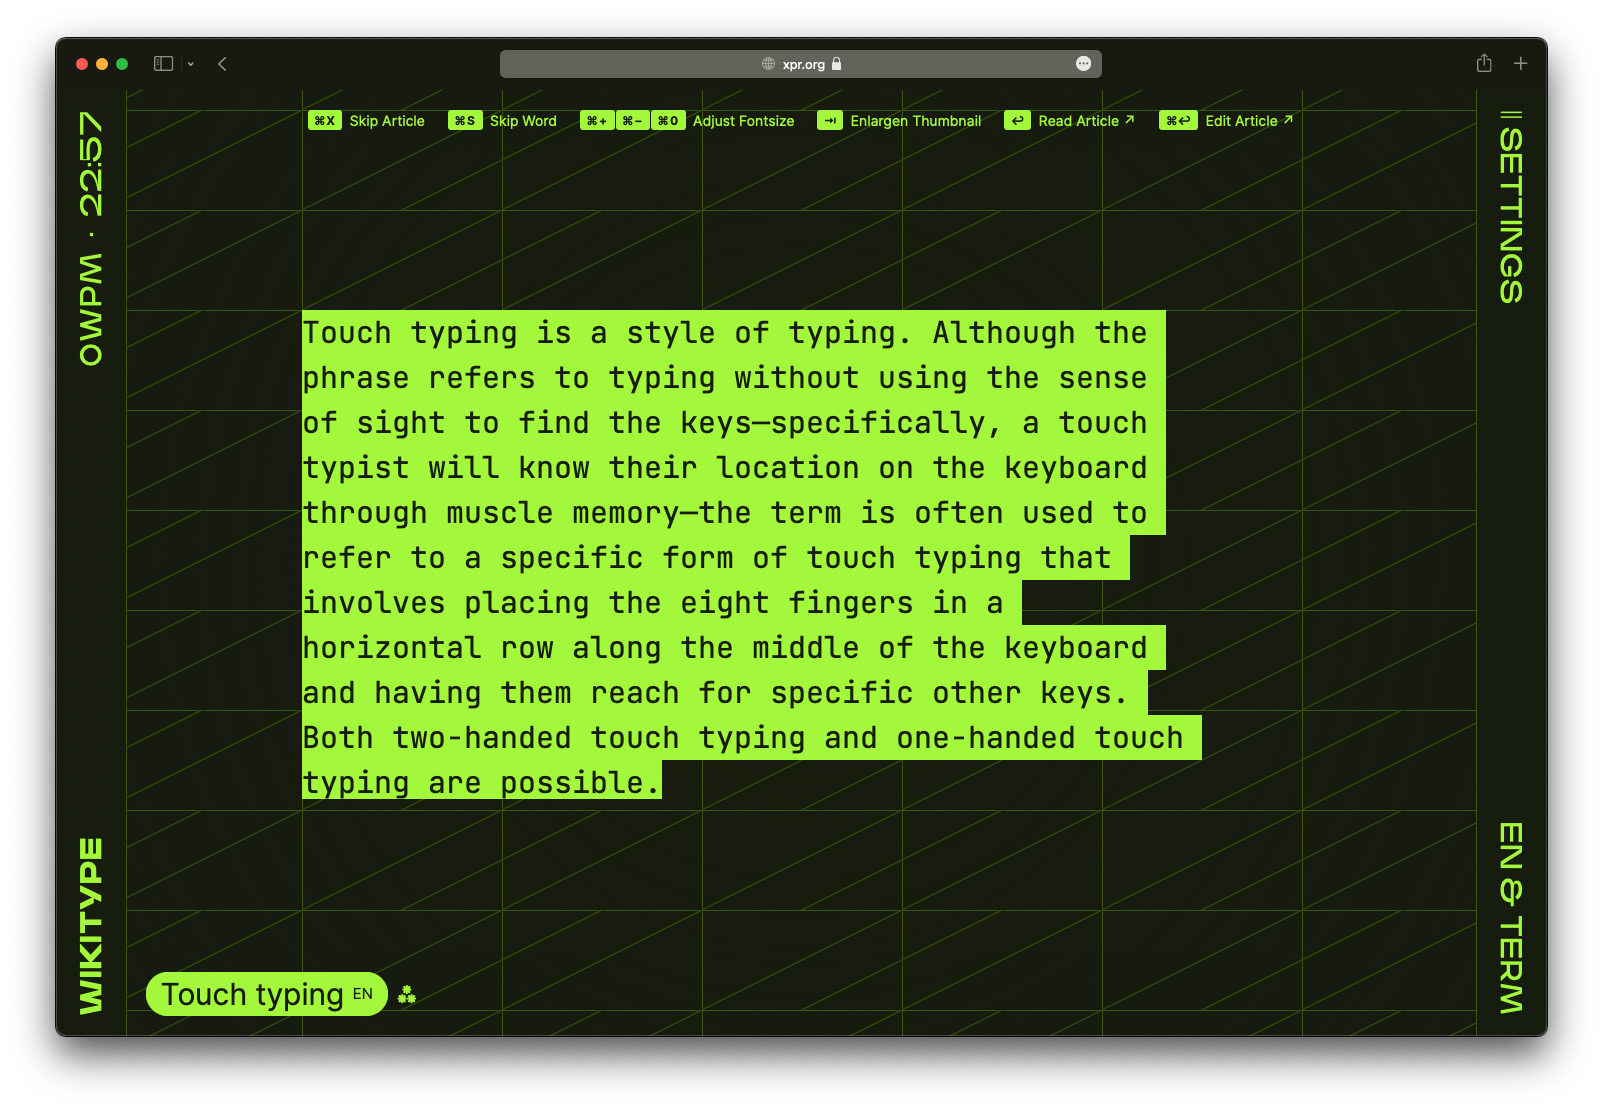 xpr.org
⌘X Skip Article ⌘S Skip Word ⌘+ ⌘− ⌘0 Adjust Fontsize ⇥ Enlargen Thumbnail ↩ Read Article ↗ ⌘↩ Edit Article ↗
0WPM · 22:57
SETTINGS
Touch typing is a style of typing. Although the
phrase refers to typing without using the sense
of sight to find the keys—specifically, a touch
typist will know their location on the keyboard
through muscle memory—the term is often used to
refer to a specific form of touch typing that
involves placing the eight fingers in a
horizontal row along the middle of the keyboard
and having them reach for specific other keys.
Both two-handed touch typing and one-handed touch
typing are possible.
WIKITYPE
EN & TERM
Touch typing EN